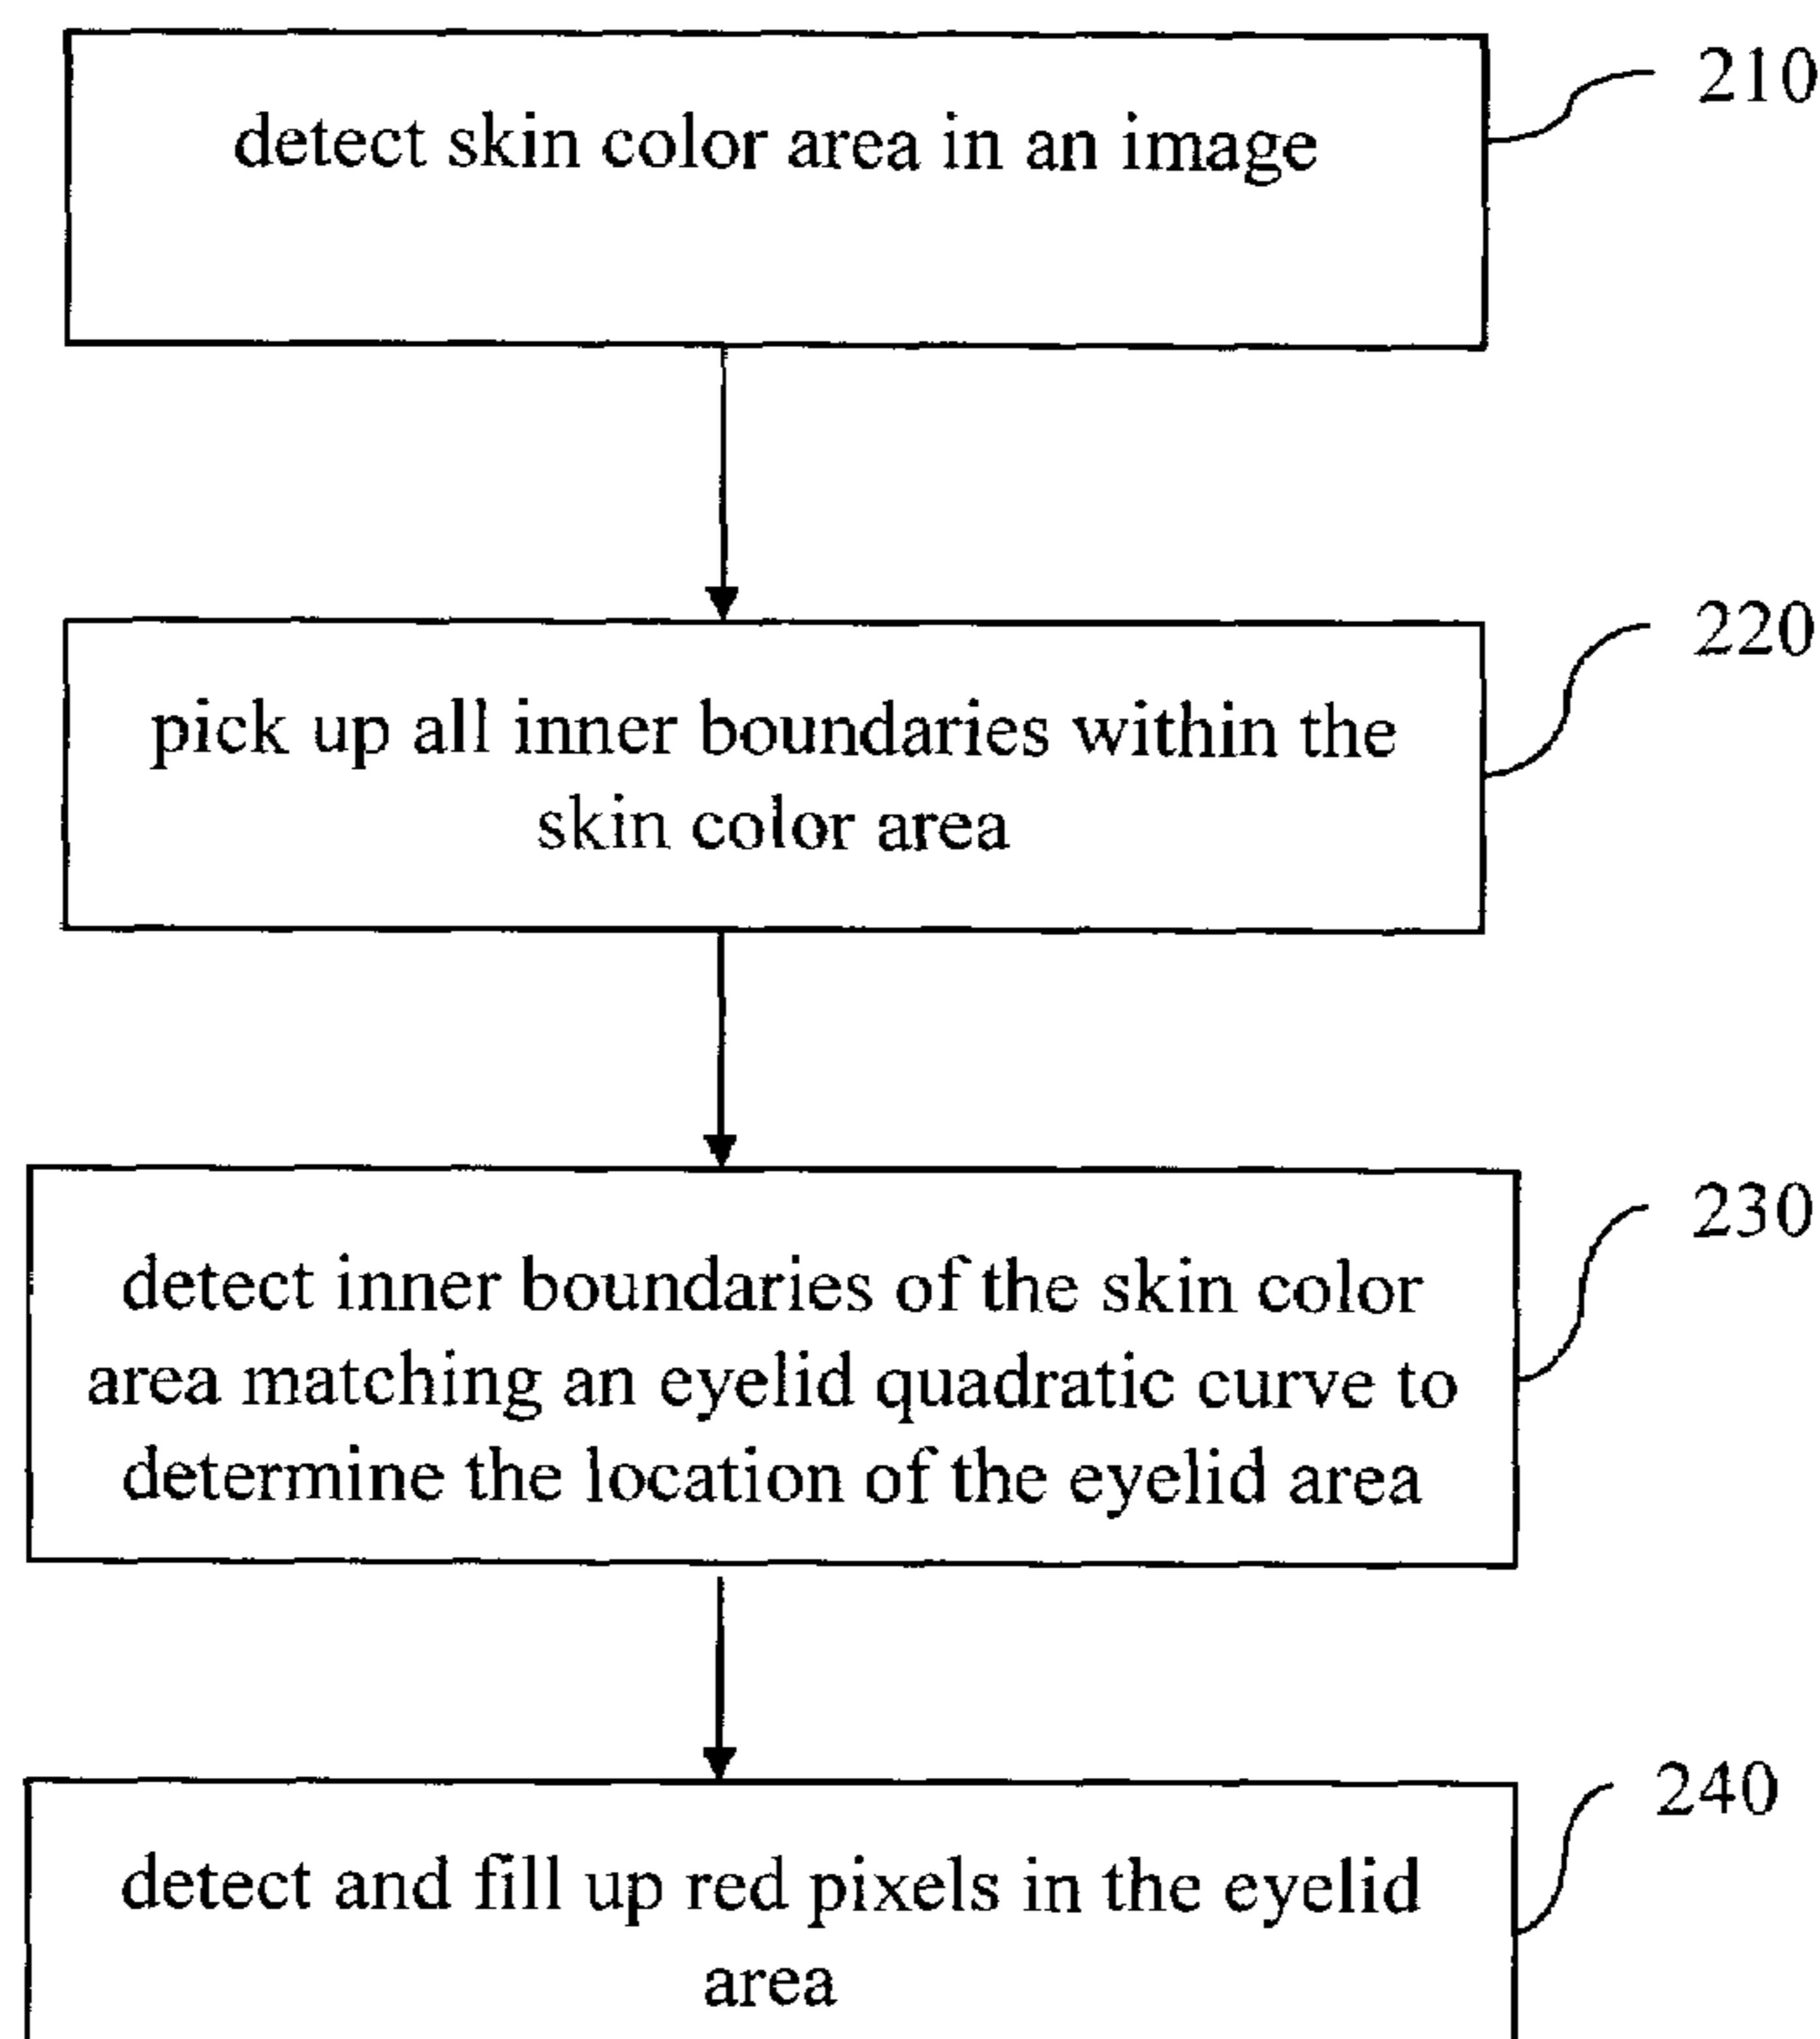 detect skin color area in an image
210
pick up all inner boundaries within the
skin color area
220
detect inner boundaries of the skin color
area matching an eyelid quadratic curve to
determine the location of the eyelid area
230
detect and fill up red pixels in the eyelid
area
240